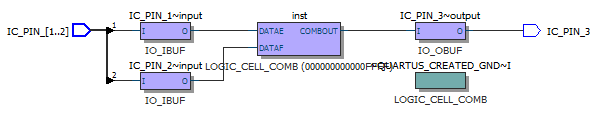 IC_PIN_1~input
inst
IC_PIN_3~output
IC_PIN_[1..2]
1
I
O
DATAE
COMBOUT
I
O
IC_PIN_3
IO_IBUF
DATAF
IO_OBUF
IC_PIN_2~input
LOGIC_CELL_COMB
QUARTUS_CREATED_GND~I
2
I
O
IO_IBUF
LOGIC_CELL_COMB